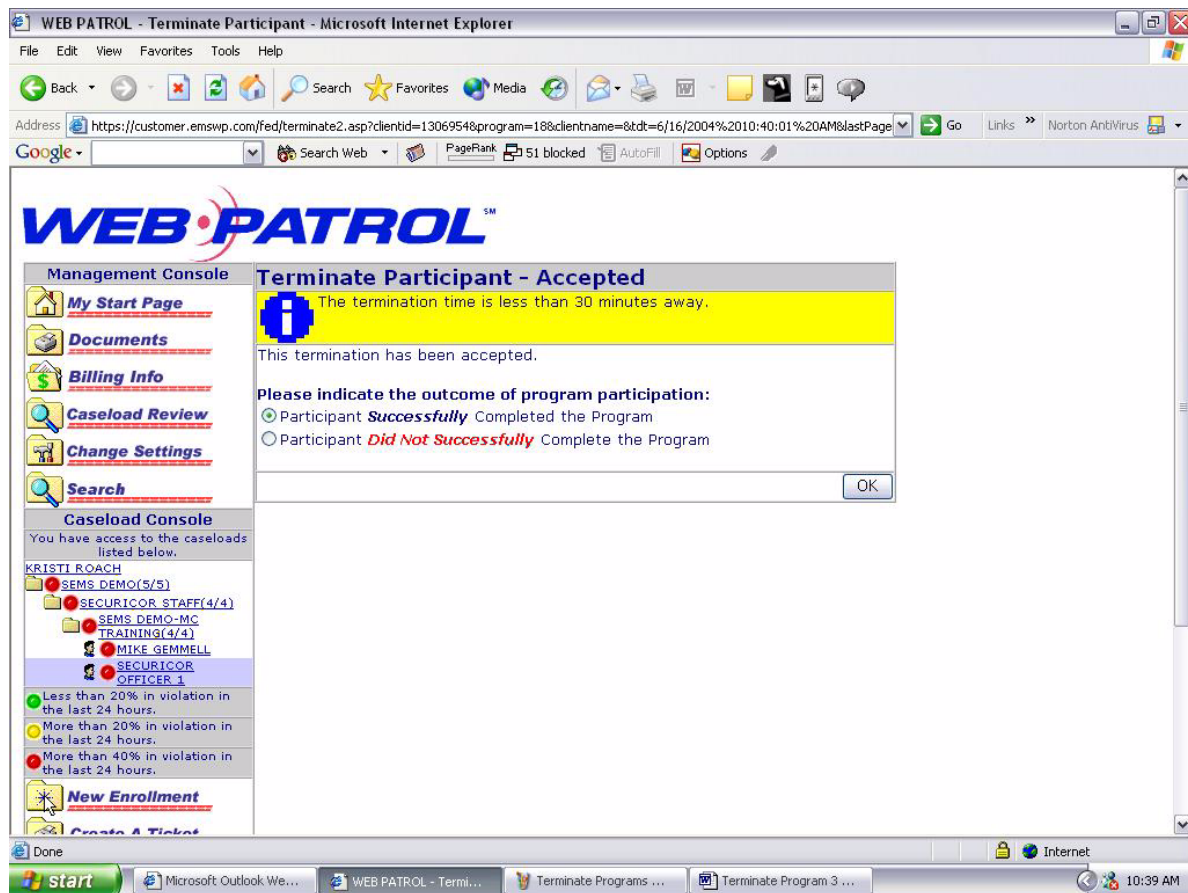 WEB PATROL - Terminate Participant - Microsoft Internet Explorer
File Edit View Favorites Tools Help
Back Search Favorites Media
Address https://customer.emswp.com/fed/terminate2.asp?clientid=1306954&program=18&clientname=&tdt=6/16/2004%2010:40:01%20AM&lastPage Go Links » Norton AntiVirus
Google Search Web PageRank 51 blocked AutoFill Options
WEB PATROL SM
Management Console
My Start Page
Documents
Billing Info
Caseload Review
Change Settings
Search
Caseload Console
You have access to the caseloads
listed below.
KRISTI ROACH
SEMS DEMO(5/5)
SECURICOR STAFF(4/4)
SEMS DEMO-MC
TRAINING(4/4)
MIKE GEMMELL
SECURICOR
OFFICER 1
Less than 20% in violation in
the last 24 hours.
More than 20% in violation in
the last 24 hours.
More than 40% in violation in
the last 24 hours.
New Enrollment
Create A Ticket
Terminate Participant - Accepted
The termination time is less than 30 minutes away.
This termination has been accepted.
Please indicate the outcome of program participation:
Participant Successfully Completed the Program
Participant Did Not Successfully Complete the Program
OK
Done Internet
start Microsoft Outlook We... WEB PATROL - Termi... Terminate Programs ... Terminate Program 3 ... 10:39 AM